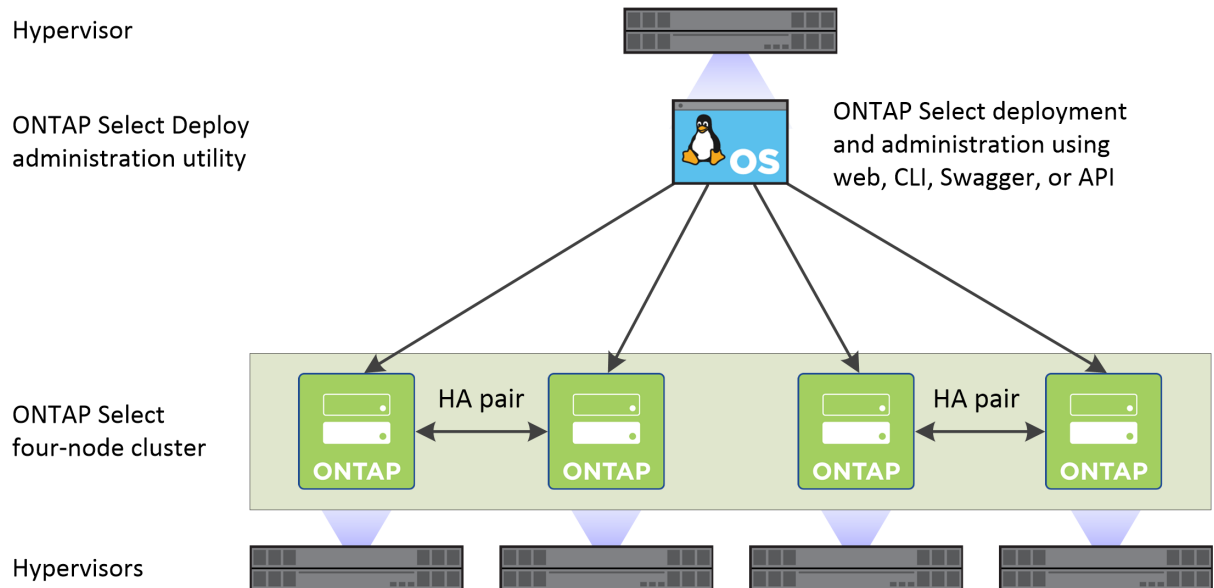 Hypervisor
ONTAP Select Deploy
administration utility
OS
ONTAP Select deployment
and administration using
web, CLI, Swagger, or API
ONTAP Select
four-node cluster
HA pair
HA pair
ONTAP
ONTAP
ONTAP
ONTAP
Hypervisors